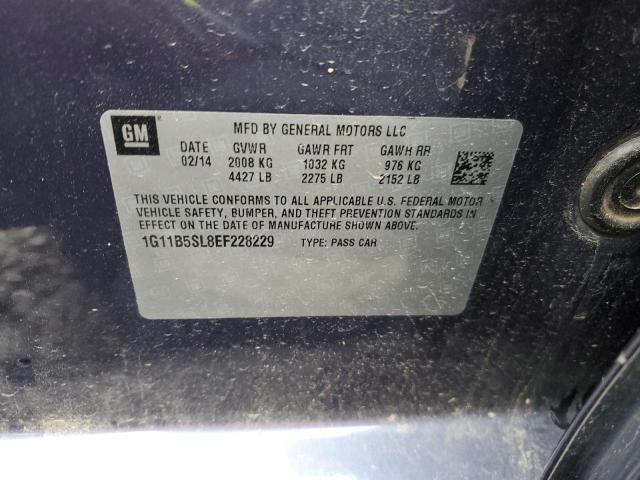 GM
MFD BY GENERAL MOTORS LLC
DATE GVWR GAWR FRT GAWR RR
02/14 2008 KG 1032 KG 976 KG
4427 LB 2275 LB 2152 LB
THIS VEHICLE CONFORMS TO ALL APPLICABLE U.S. FEDERAL MOTOR
VEHICLE SAFETY, BUMPER, AND THEFT PREVENTION STANDARDS IN
EFFECT ON THE DATE OF MANUFACTURE SHOWN ABOVE.
1G11B5SL8EF228229 TYPE: PASS CAR